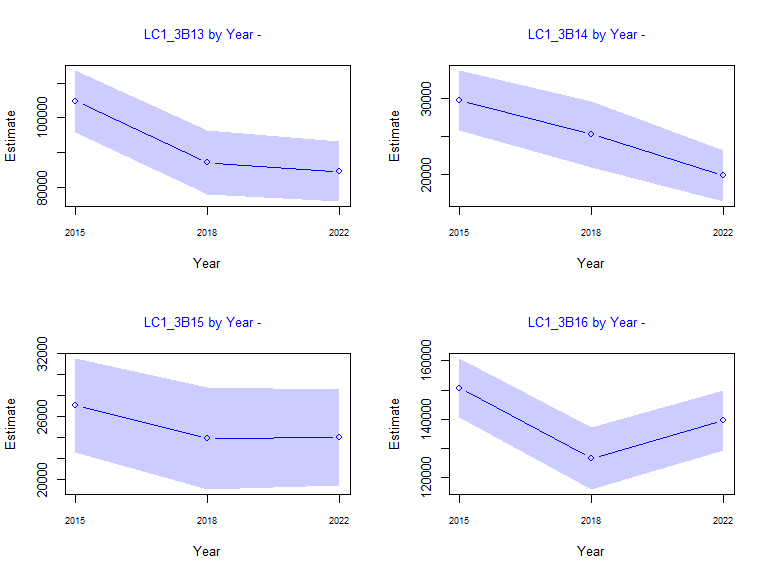 LC1_3B13 by Year -
Estimate
100000
80000
2015
2018
2022
Year
LC1_3B14 by Year -
Estimate
30000
20000
2015
2018
2022
Year
LC1_3B15 by Year -
Estimate
32000
26000
20000
2015
2018
2022
Year
LC1_3B16 by Year -
Estimate
160000
140000
120000
2015
2018
2022
Year